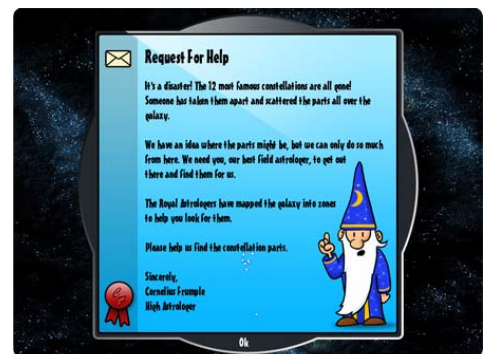 Request For Help
It's a disaster! The 12 most famous constellations are all gone!
Someone has taken them apart and scattered the parts all over the
galaxy.
We have an idea where the parts might be, but we can only do so much
from here. We need you, our best field astrologer, to get out
there and find them for us.
The Royal Astrologers have mapped the galaxy into zones
to help you look for them.
Please help us find the constellation parts.
Sincerely,
Cornelius Frumple
High Astrologer
Ok